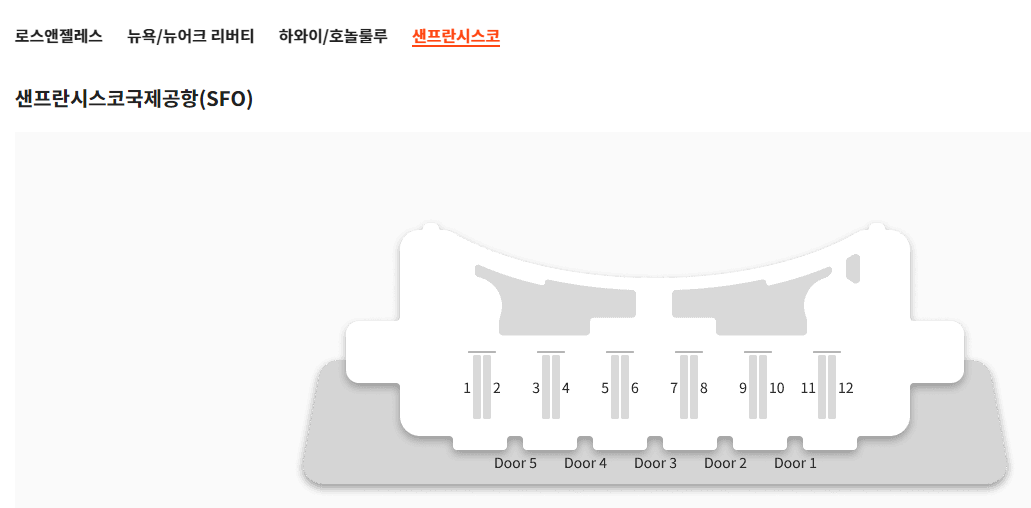 로스앤젤레스 뉴욕/뉴어크 리버티 하와이/호놀룰루 샌프란시스코
샌프란시스코국제공항(SFO)
1 2 3 4 5 6 7 8 9 10 11 12
Door 5 Door 4 Door 3 Door 2 Door 1